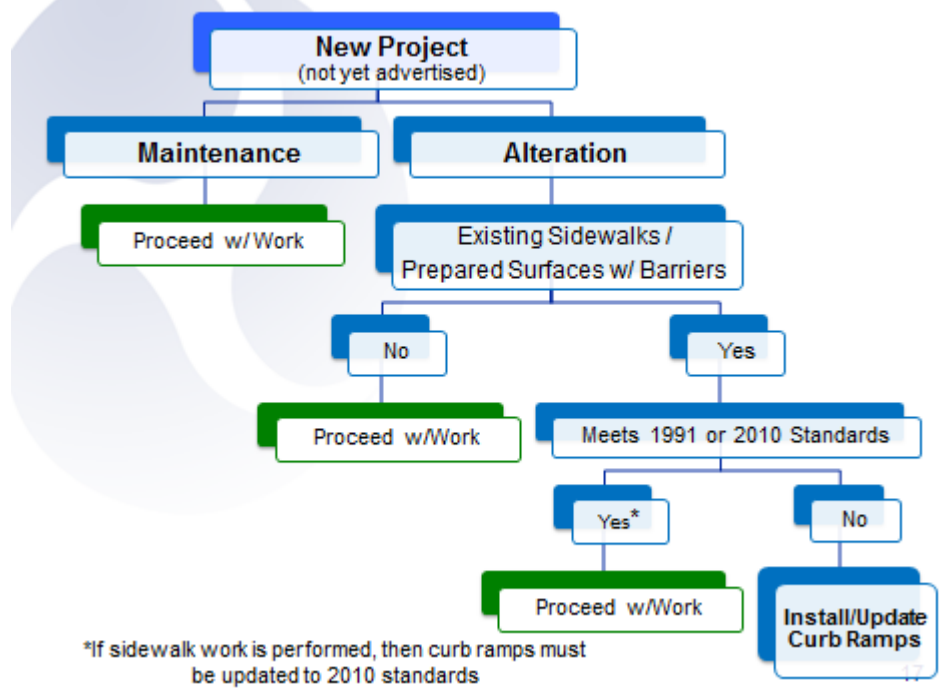 New Project
(not yet advertised)
Maintenance
Alteration
Proceed w/ Work
Existing Sidewalks /
Prepared Surfaces w/ Barriers
No
Yes
Proceed w/Work
Meets 1991 or 2010 Standards
Yes*
No
Proceed w/Work
Install/Update
Curb Ramps
*If sidewalk work is performed, then curb ramps must
be updated to 2010 standards
17